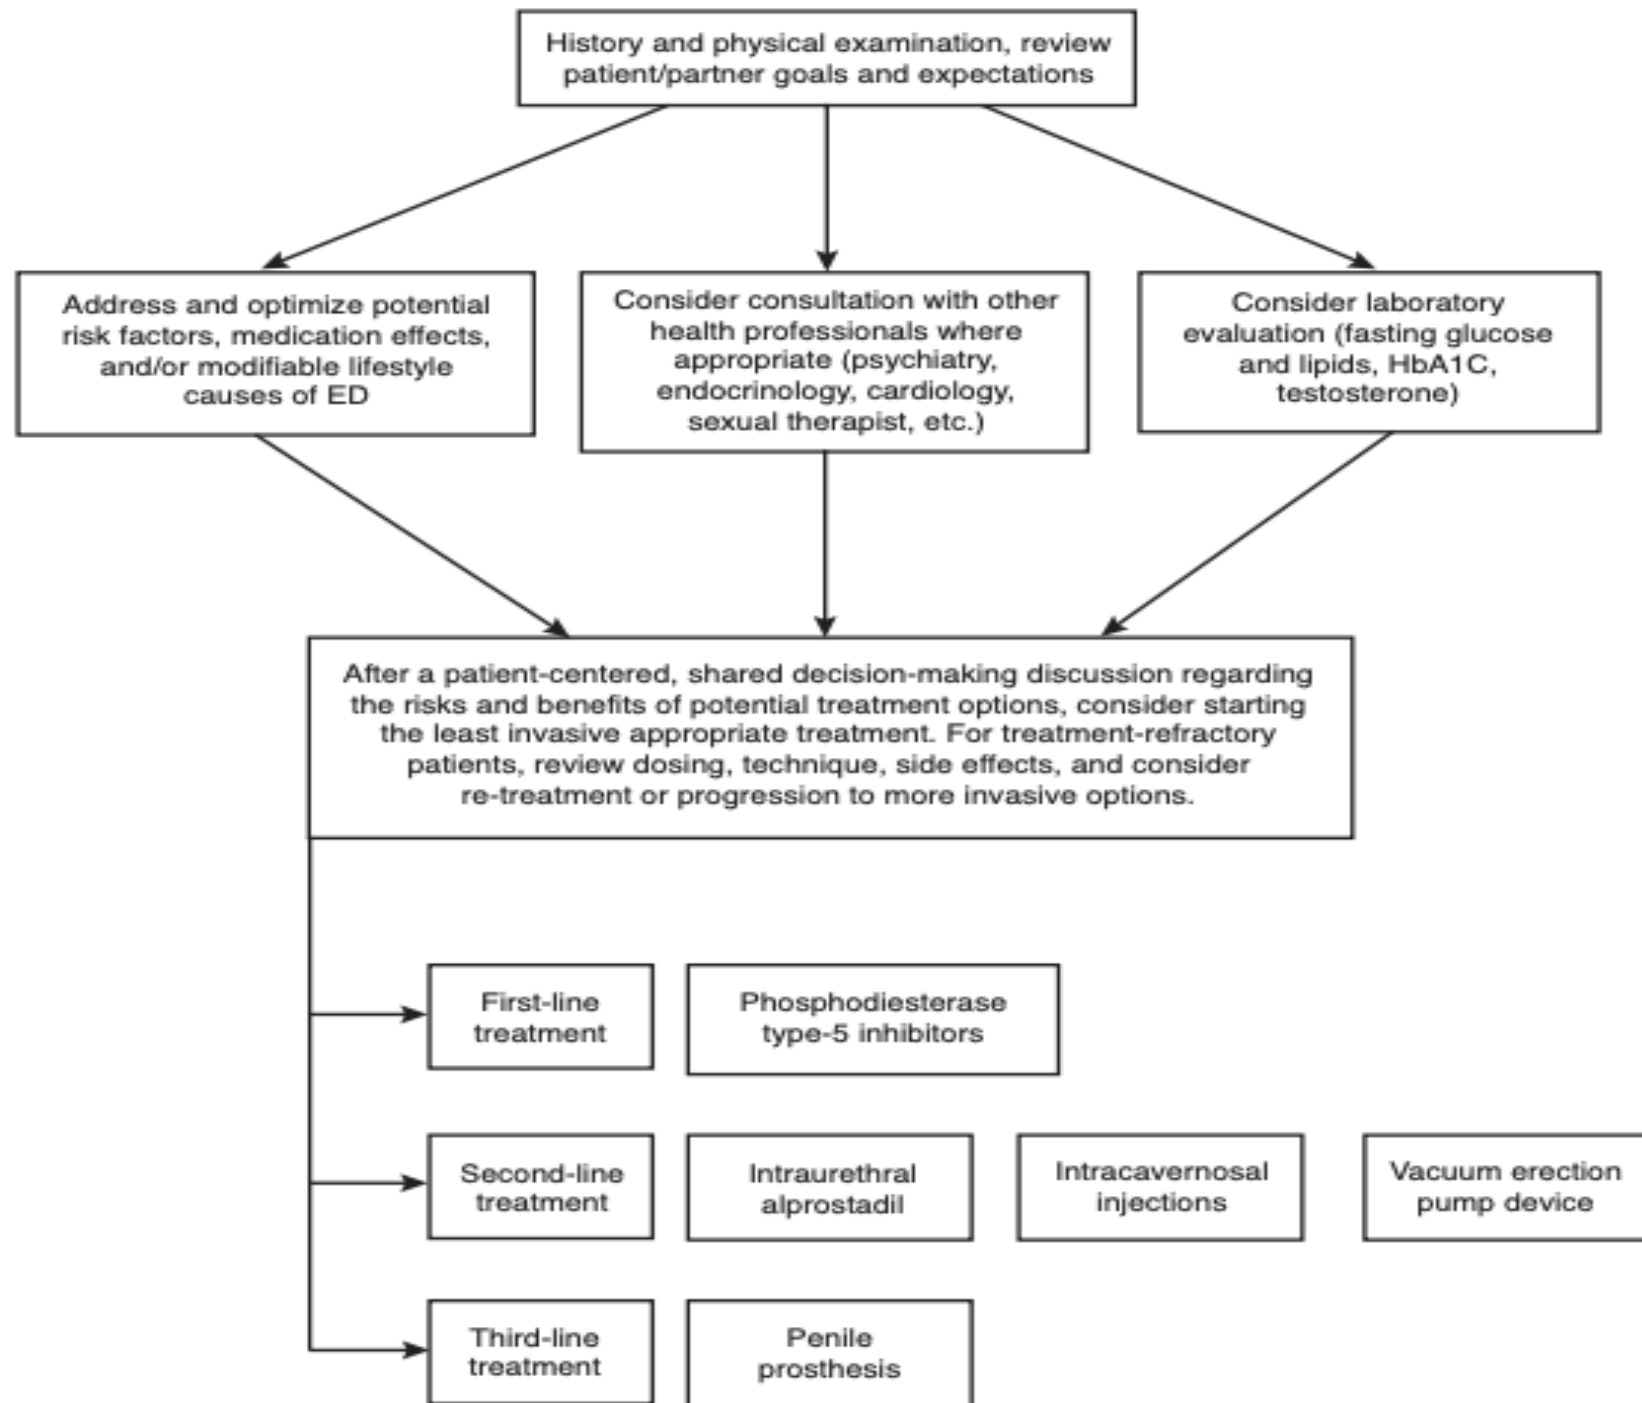 History and physical examination, review
patient/partner goals and expectations
Address and optimize potential
risk factors, medication effects,
and/or modifiable lifestyle
causes of ED
Consider consultation with other
health professionals where
appropriate (psychiatry,
endocrinology, cardiology,
sexual therapist, etc.)
Consider laboratory
evaluation (fasting glucose
and lipids, HbA1C,
testosterone)
After a patient-centered, shared decision-making discussion regarding
the risks and benefits of potential treatment options, consider starting
the least invasive appropriate treatment. For treatment-refractory
patients, review dosing, technique, side effects, and consider
re-treatment or progression to more invasive options.
First-line
treatment
Phosphodiesterase
type-5 inhibitors
Second-line
treatment
Intraurethral
alprostadil
Intracavernosal
injections
Vacuum erection
pump device
Third-line
treatment
Penile
prosthesis